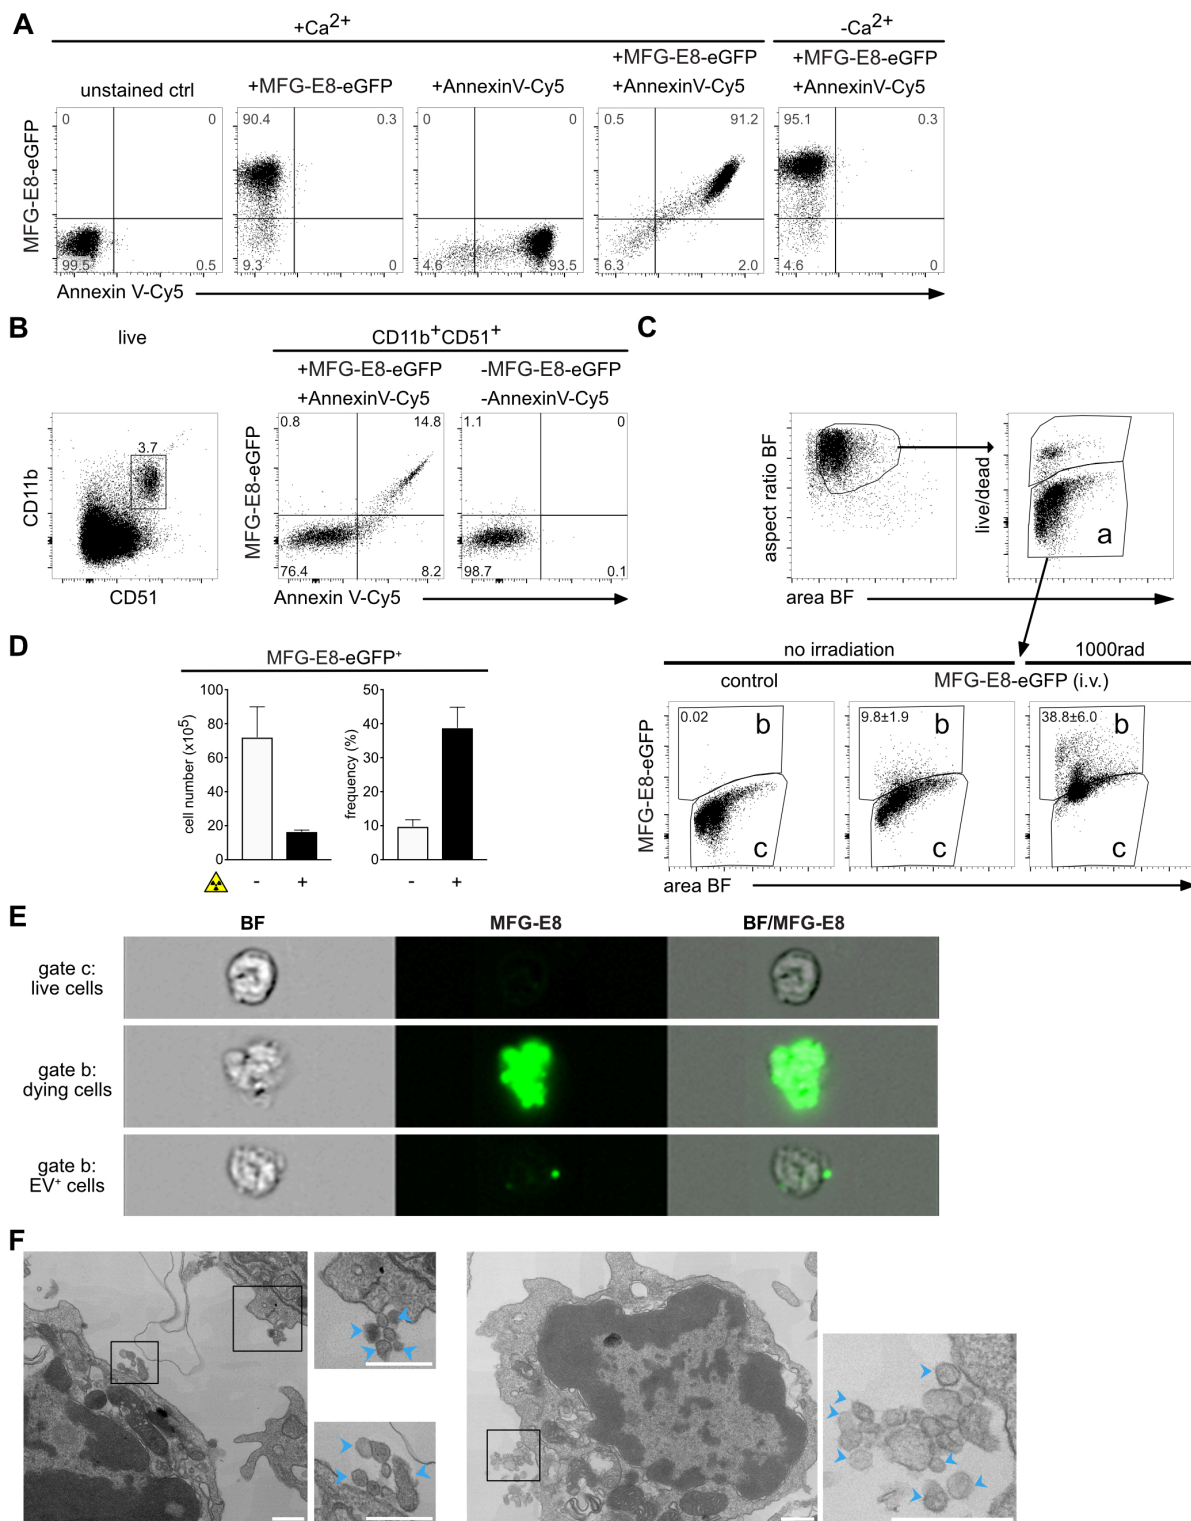 A
+Ca2+
-Ca2+
unstained ctrl
+MFG-E8-eGFP
+AnnexinV-Cy5
+MFG-E8-eGFP
+AnnexinV-Cy5
+MFG-E8-eGFP
+AnnexinV-Cy5
MFG-E8-eGFP
0 0
99.5 0.5
90.4 0.3
9.3 0
0 0
4.6 93.5
0.5 91.2
6.3 2.0
95.1 0.3
4.6 0
Annexin V-Cy5
B
live
CD11b+CD51+
+MFG-E8-eGFP
+AnnexinV-Cy5
-MFG-E8-eGFP
-AnnexinV-Cy5
CD11b
3.7
CD51
MFG-E8-eGFP
0.8 14.8
76.4 8.2
1.1 0
98.7 0.1
Annexin V-Cy5
C
aspect ratio BF
live/dead
a
area BF
no irradiation
1000rad
control
MFG-E8-eGFP (i.v.)
MFG-E8-eGFP
0.02 b
c
9.8±1.9 b
c
38.8±6.0 b
c
area BF
D
MFG-E8-eGFP+
cell number (x105)
100
80
60
40
20
0
- +
frequency (%)
50
40
30
20
10
0
- +
E
BF
MFG-E8
BF/MFG-E8
gate c:
live cells
gate b:
dying cells
gate b:
EV+ cells
F